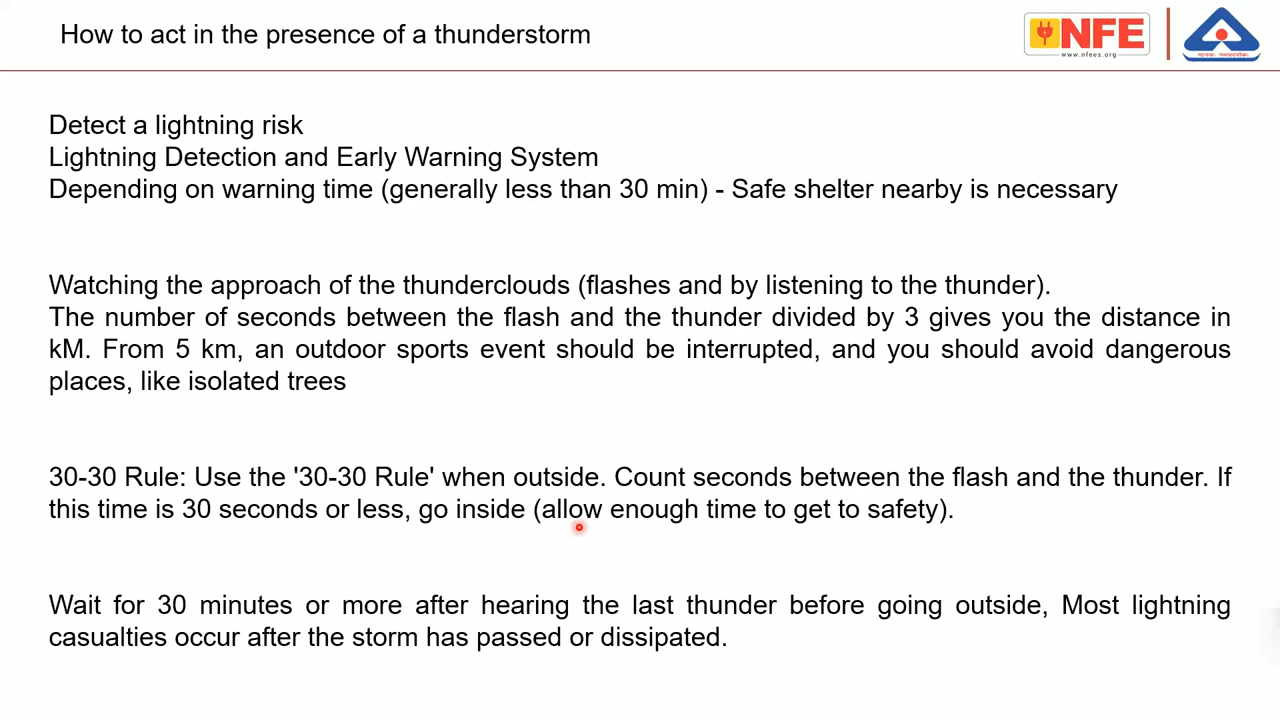 How to act in the presence of a thunderstorm
NFE
www.nfees.org
Detect a lightning risk
Lightning Detection and Early Warning System
Depending on warning time (generally less than 30 min) - Safe shelter nearby is necessary
Watching the approach of the thunderclouds (flashes and by listening to the thunder).
The number of seconds between the flash and the thunder divided by 3 gives you the distance in
kM. From 5 km, an outdoor sports event should be interrupted, and you should avoid dangerous
places, like isolated trees
30-30 Rule: Use the '30-30 Rule' when outside. Count seconds between the flash and the thunder. If
this time is 30 seconds or less, go inside (allow enough time to get to safety).
Wait for 30 minutes or more after hearing the last thunder before going outside, Most lightning
casualties occur after the storm has passed or dissipated.